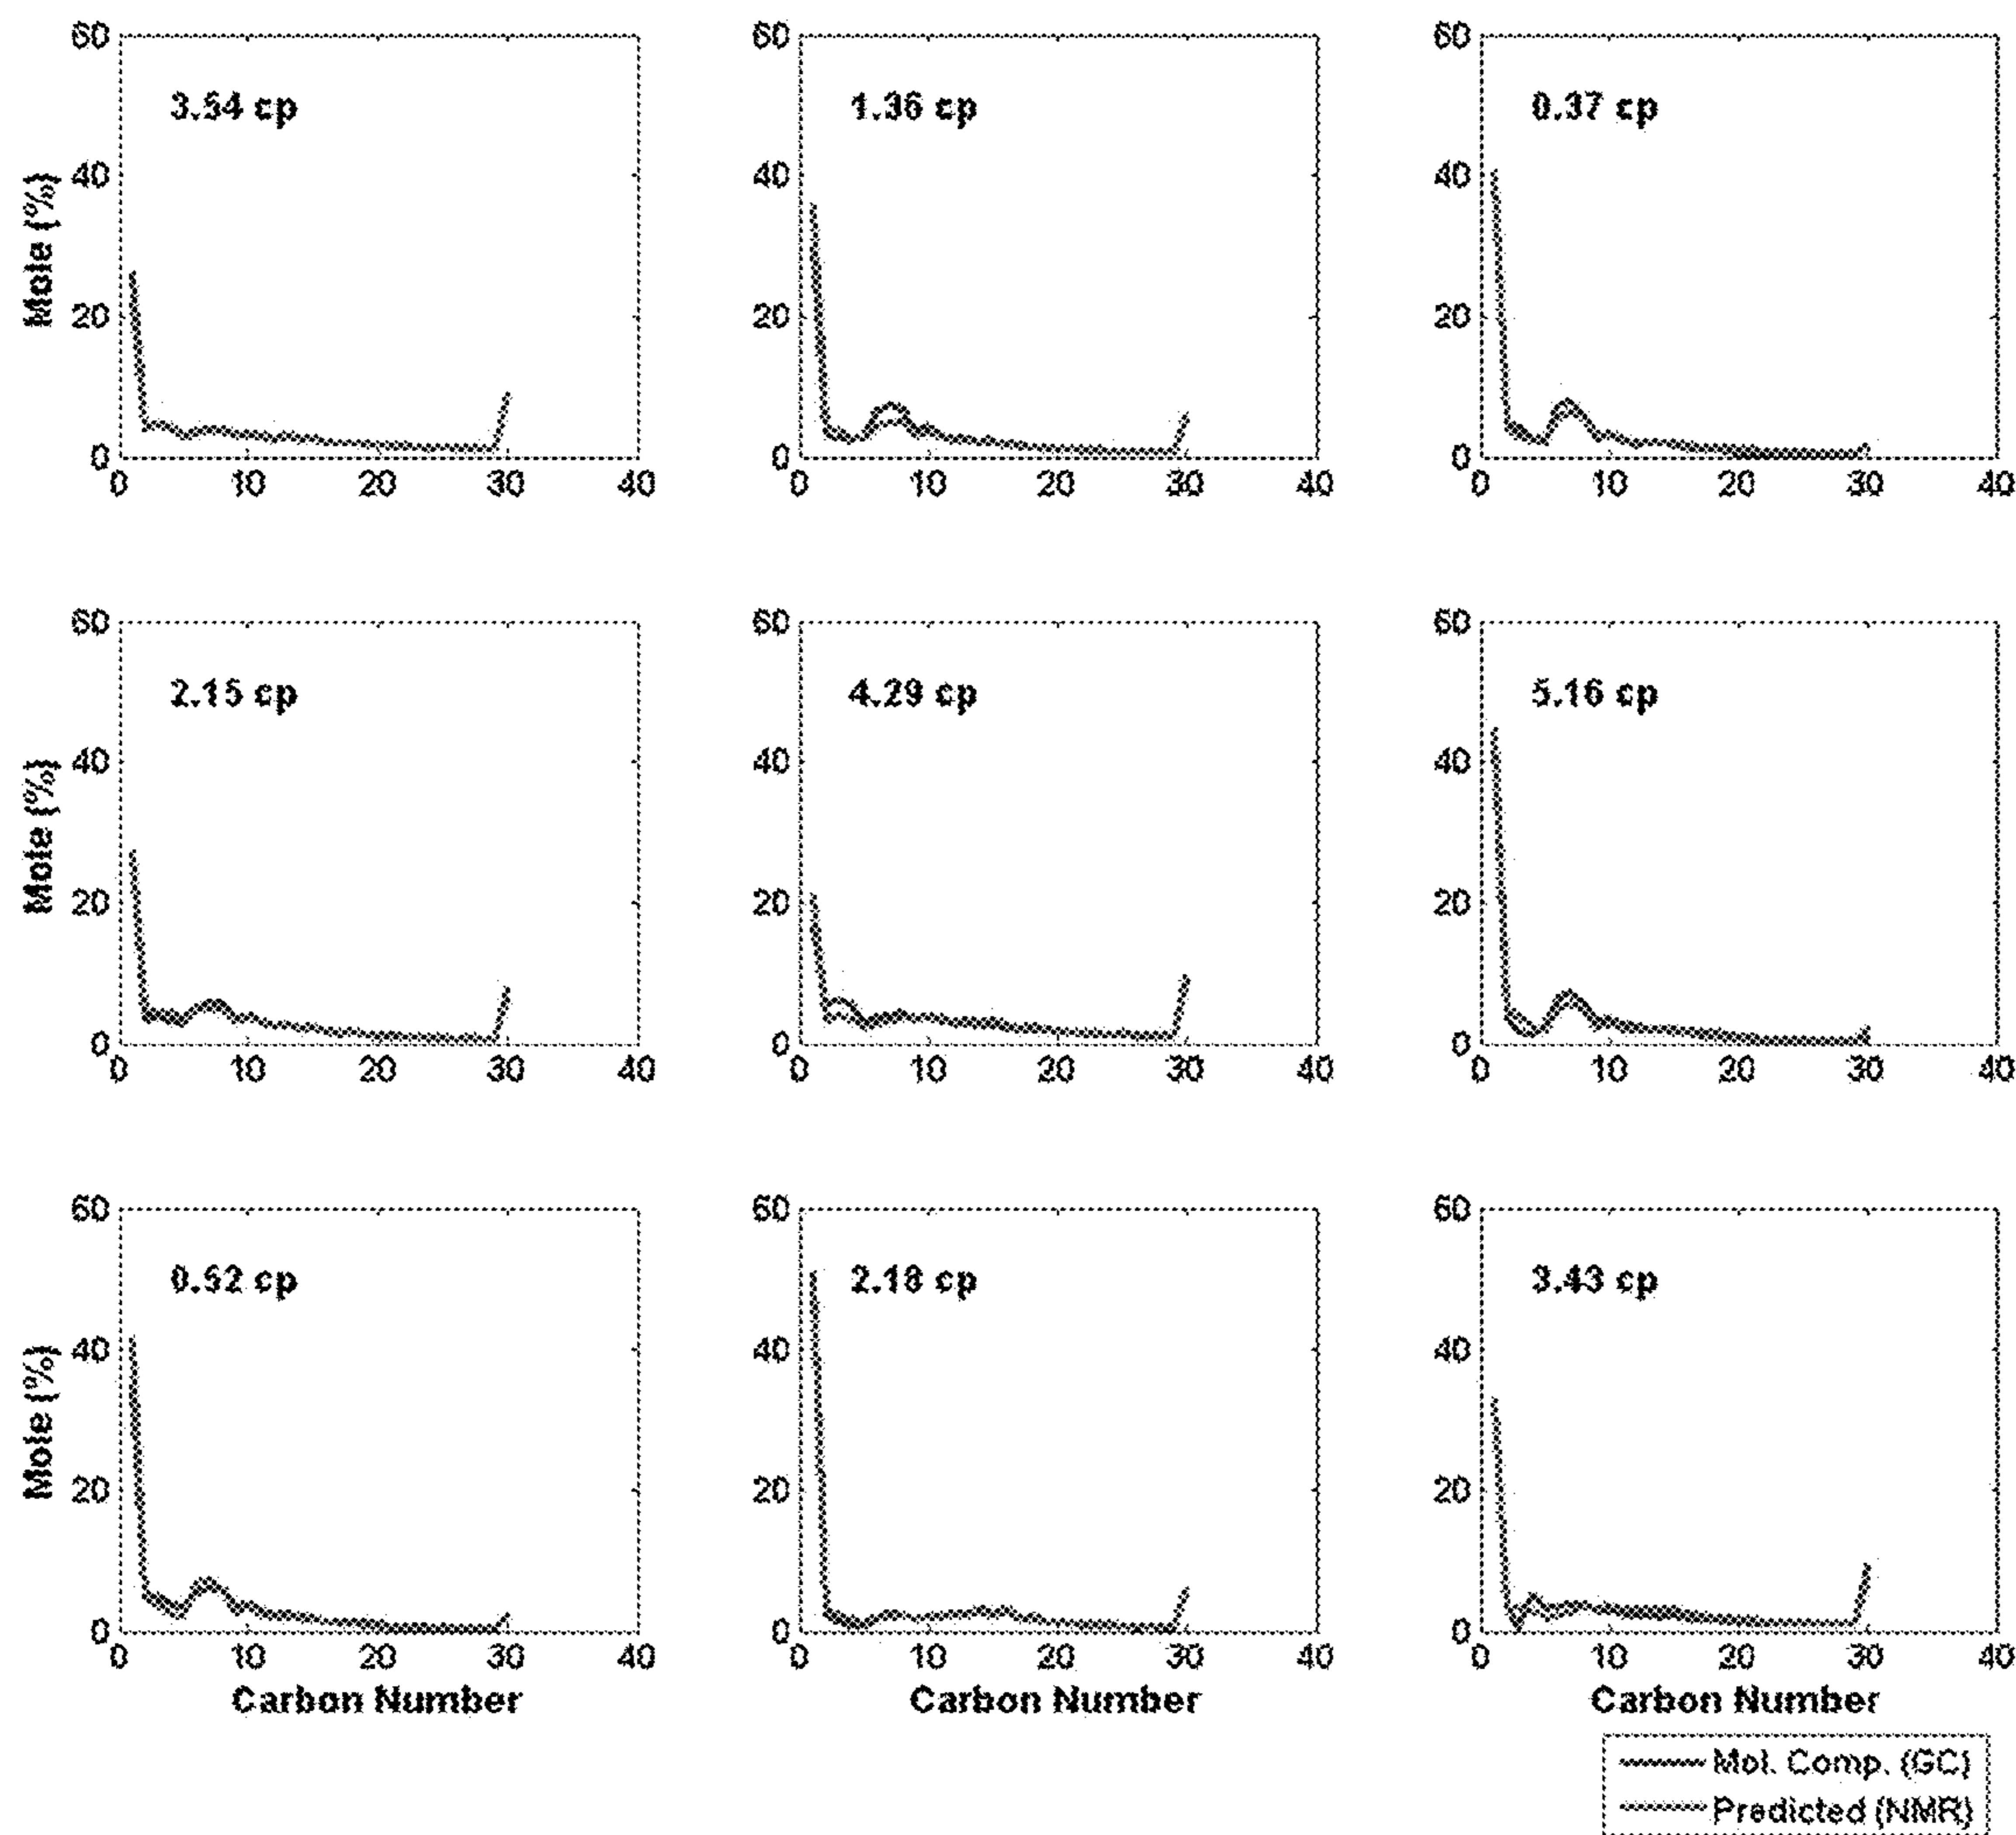 3.54 cp
1.36 cp
0.37 cp
60
40
20
0
Mole (%)
0 10 20 30 40
60
40
20
0
0 10 20 30 40
60
40
20
0
0 10 20 30 40
2.15 cp
4.29 cp
5.16 cp
60
40
20
0
Mole (%)
0 10 20 30 40
60
40
20
0
0 10 20 30 40
60
40
20
0
0 10 20 30 40
0.52 cp
2.18 cp
3.43 cp
60
40
20
0
Mole (%)
0 10 20 30 40
Carbon Number
60
40
20
0
0 10 20 30 40
Carbon Number
60
40
20
0
0 10 20 30 40
Carbon Number
Mol. Comp. (GC)
Predicted (NMR)